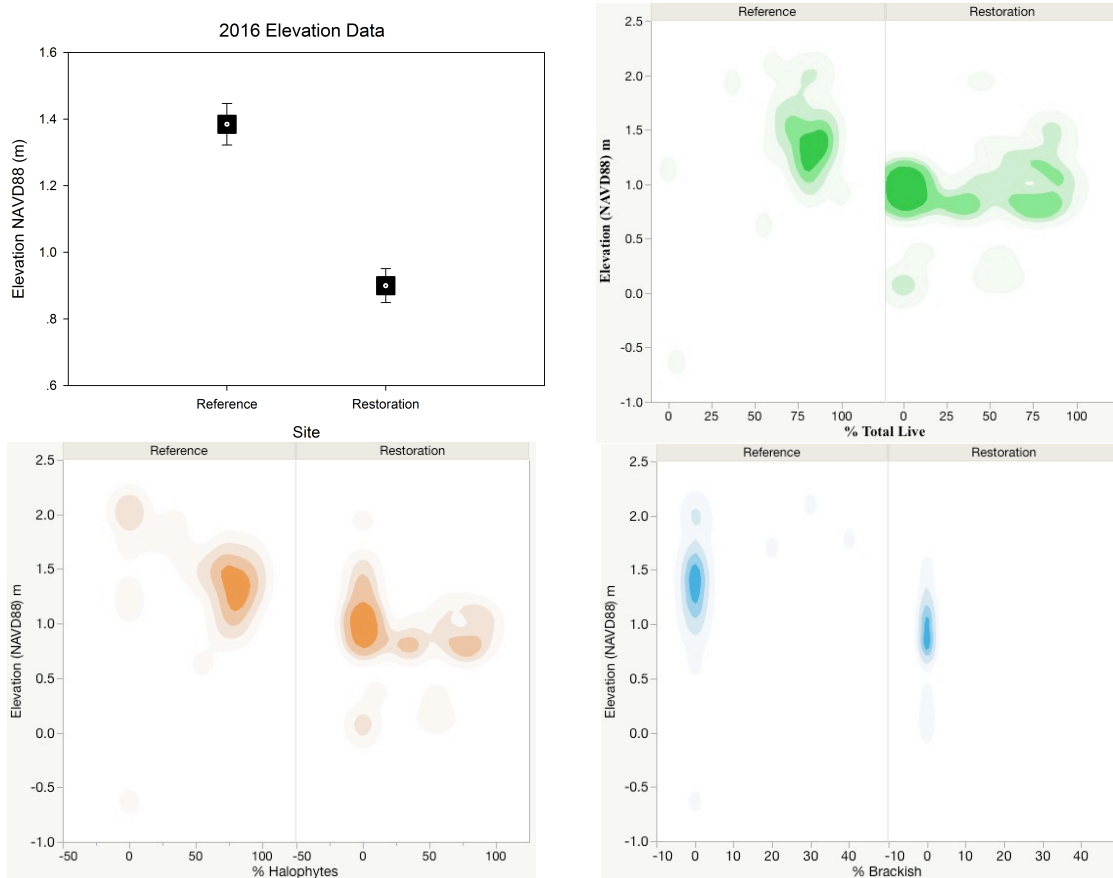 2016 Elevation Data
Elevation NAVD88 (m)
1.6
1.4
1.2
1.0
.8
.6
Reference Restoration
Site
Reference Restoration
Elevation (NAVD88) m
2.0
1.5
1.0
0.5
0.0
-0.5
-1.0
0 25 50 75 100 0 25 50 75 100
% Total Live
Reference Restoration
Elevation (NAVD88) m
2.5
2.0
1.5
1.0
0.5
0.0
-0.5
-1.0
-50 0 50 100 -50 0 50 100
% Halophytes
Reference Restoration
Elevation (NAVD88) m
2.5
2.0
1.5
1.0
0.5
0.0
-0.5
-1.0
-10 0 10 20 30 40 -10 0 10 20 30 40
% Brackish